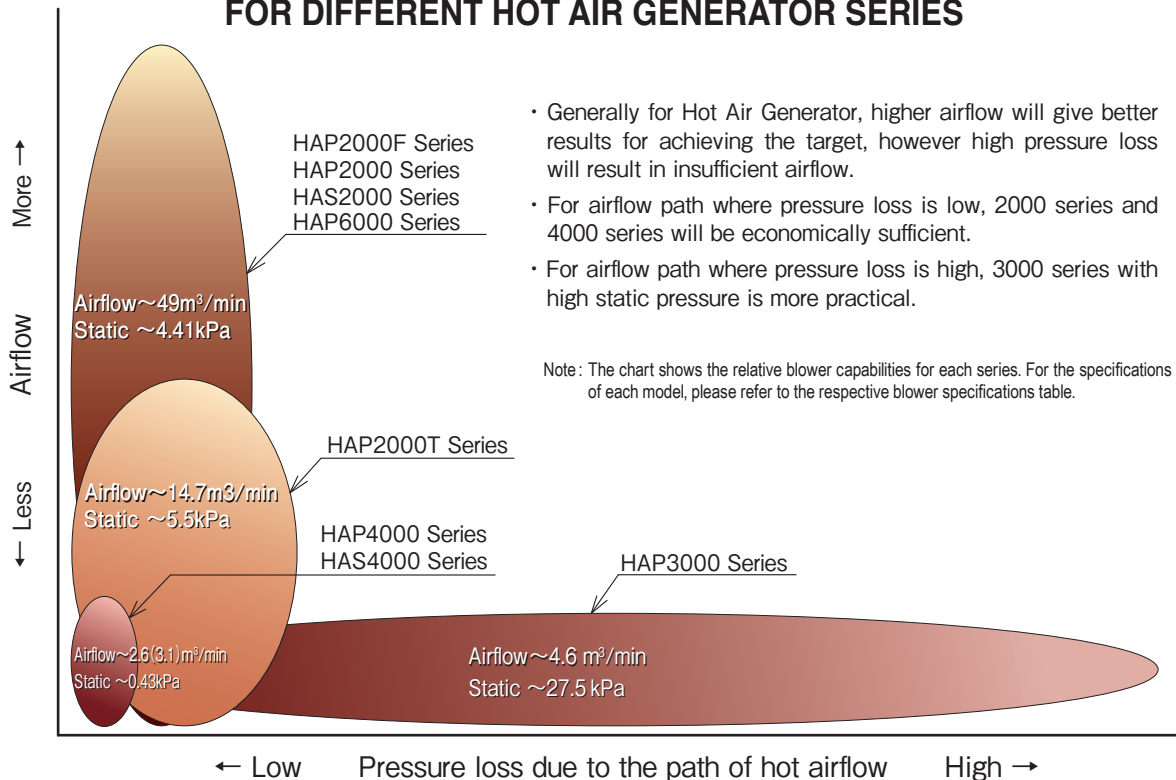 FOR DIFFERENT HOT AIR GENERATOR SERIES
HAP2000F Series
HAP2000 Series
HAS2000 Series
HAP6000 Series
・ Generally for Hot Air Generator, higher airflow will give better
results for achieving the target, however high pressure loss
will result in insufficient airflow.
・ For airflow path where pressure loss is low, 2000 series and
4000 series will be economically sufficient.
・ For airflow path where pressure loss is high, 3000 series with
high static pressure is more practical.
Note : The chart shows the relative blower capabilities for each series. For the specifications
of each model, please refer to the respective blower specifications table.
← Less Airflow More →
Airflow～49m³/min
Static ～4.41kPa
HAP2000T Series
Airflow～14.7m3/min
Static ～5.5kPa
HAP4000 Series
HAS4000 Series
HAP3000 Series
Airflow～2.6(3.1)m³/min
Static ～0.43kPa
Airflow～4.6 m³/min
Static ～27.5 kPa
← Low Pressure loss due to the path of hot airflow High →